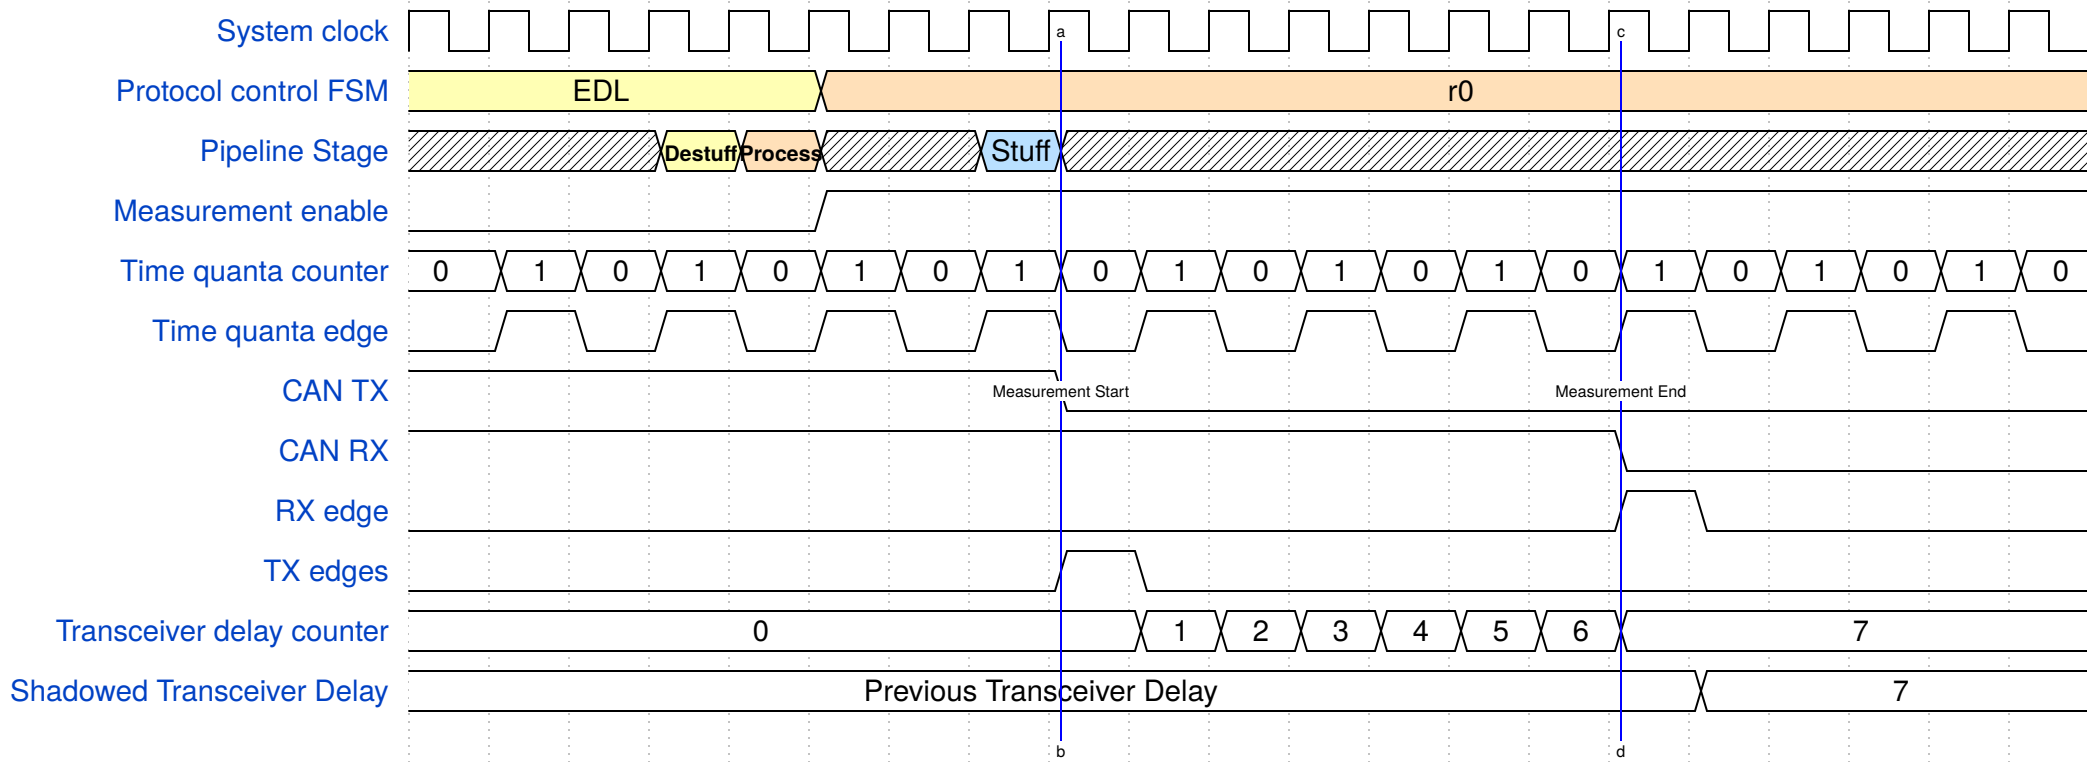 System clock a c
Protocol control FSM EDL r0
Pipeline Stage Destuff Process Stuff
Measurement enable
Time quanta counter 0 1 0 1 0 1 0 1 0 1 0 1 0 1 0 1 0 1 0 1 0
Time quanta edge
CAN TX Measurement Start Measurement End
CAN RX
RX edge
TX edges
Transceiver delay counter 0 1 2 3 4 5 6 7
Shadowed Transceiver Delay Previous Transceiver Delay 7
b d